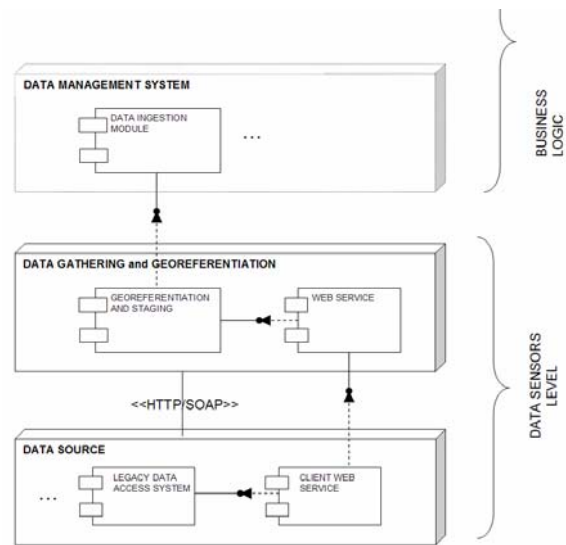 DATA MANAGEMENT SYSTEM
DATA INGESTION
MODULE
...
BUSINESS
LOGIC
DATA GATHERING and GEOREFERENTIATION
GEOREFERENTIATION
AND STAGING
WEB SERVICE
<<HTTP/SOAP>>
DATA SENSORS
LEVEL
DATA SOURCE
...
LEGACY DATA
ACCESS SYSTEM
CLIENT WEB
SERVICE